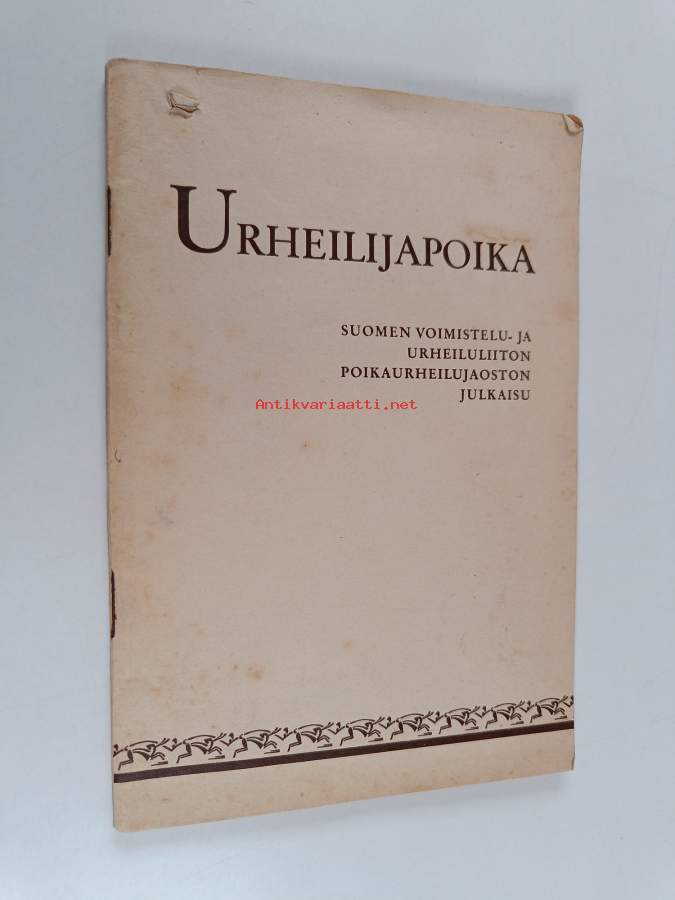 URHEILIJAPOIKA
SUOMEN VOIMISTELU- JA
URHEILULIITON
POIKAURHEILUJAOSTON
JULKAISU
Antikvariaatti.net